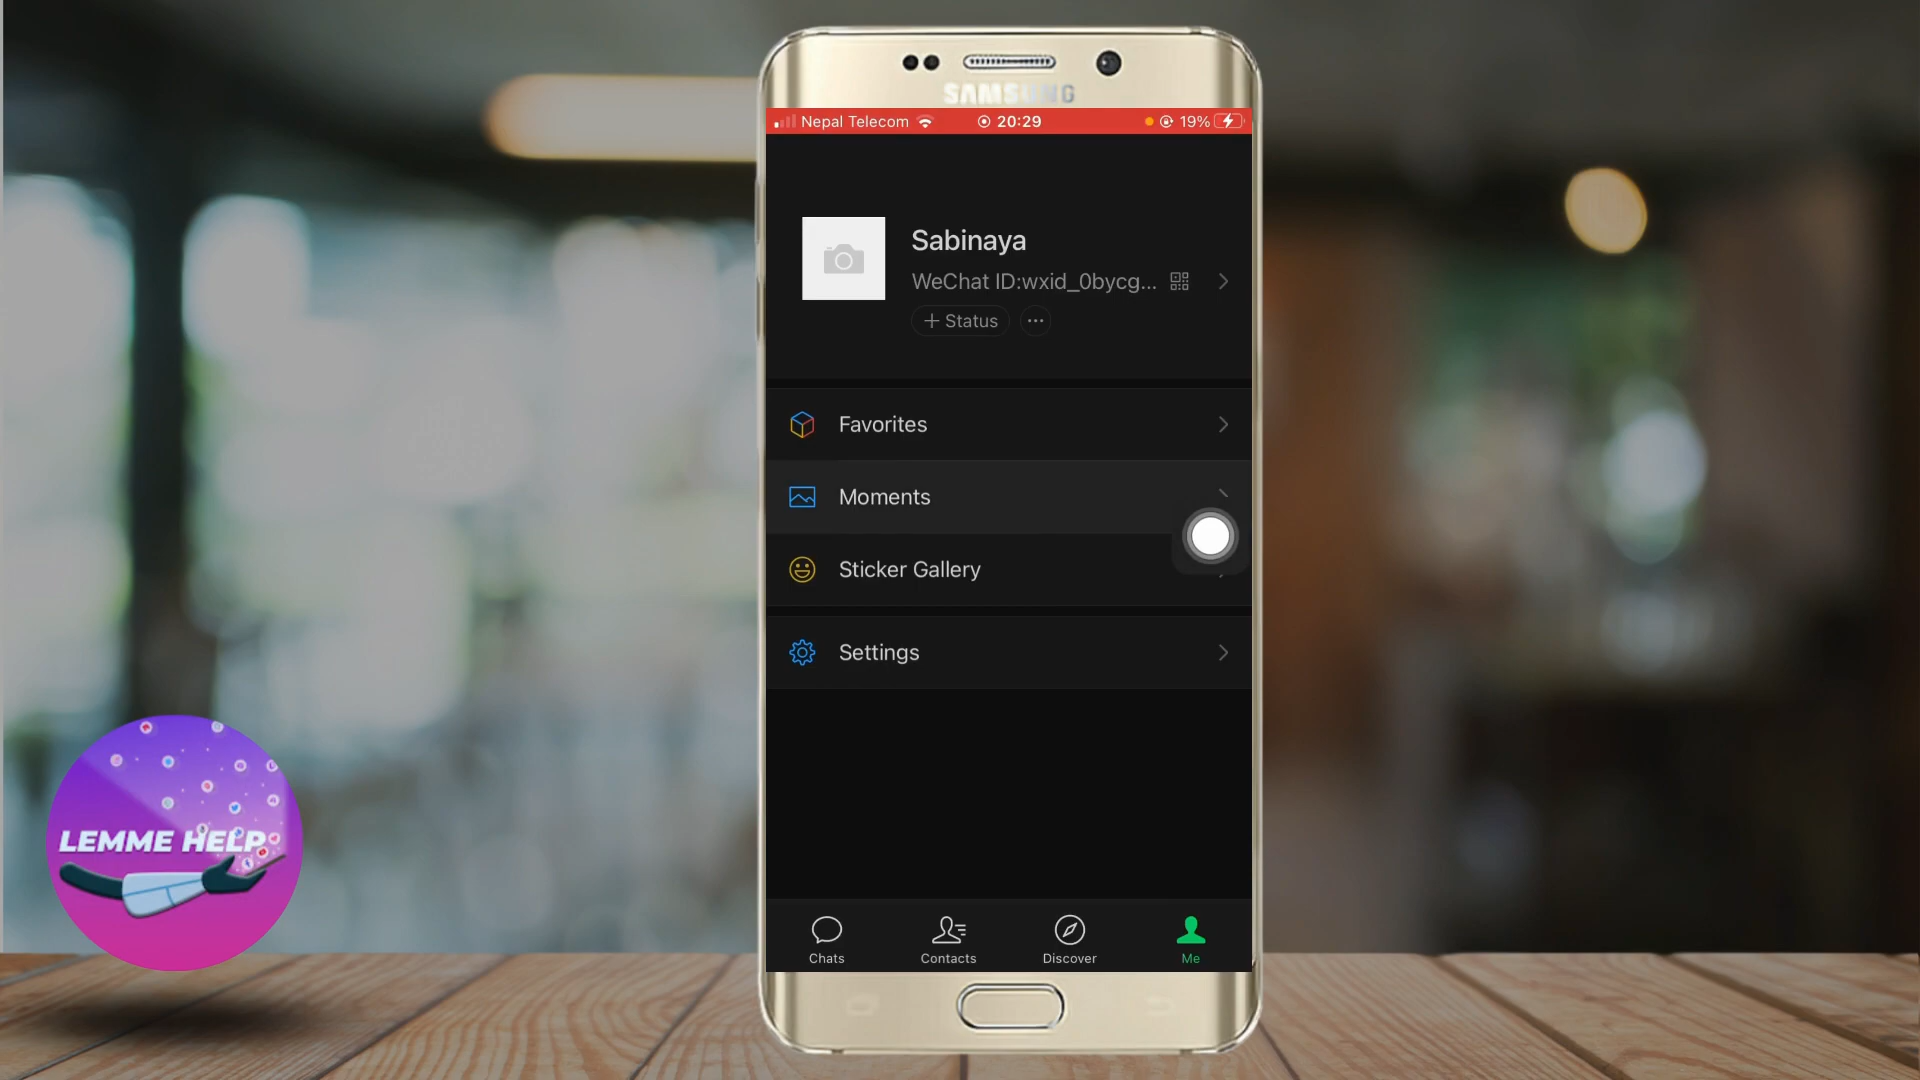 SAMSUNG
Nepal Telecom
20:29
19%
Sabinaya
WeChat ID:wxid_0bycg...
+ Status
Favorites
Moments
Sticker Gallery
Settings
Chats
Contacts
Discover
Me
LEMME HELP